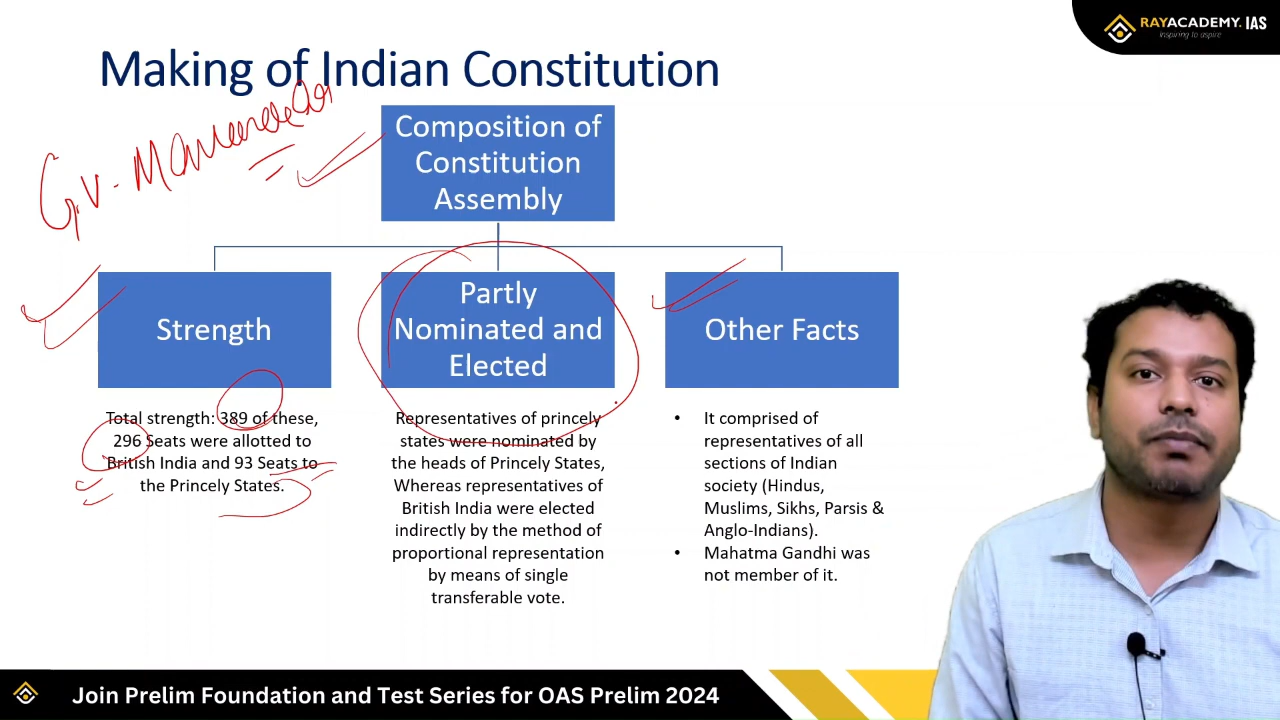 RAYACADEMY. IAS
Inspiring to aspire
Making of Indian Constitution
G.V. Mavalankar
Composition of
Constitution
Assembly
Strength
Total strength: 389 of these,
296 Seats were allotted to
British India and 93 Seats to
the Princely States.
Partly
Nominated and
Elected
Representatives of princely
states were nominated by
the heads of Princely States,
Whereas representatives of
British India were elected
indirectly by the method of
proportional representation
by means of single
transferable vote.
Other Facts
• It comprised of
representatives of all
sections of Indian
society (Hindus,
Muslims, Sikhs, Parsis &
Anglo-Indians).
• Mahatma Gandhi was
not member of it.
Join Prelim Foundation and Test Series for OAS Prelim 2024